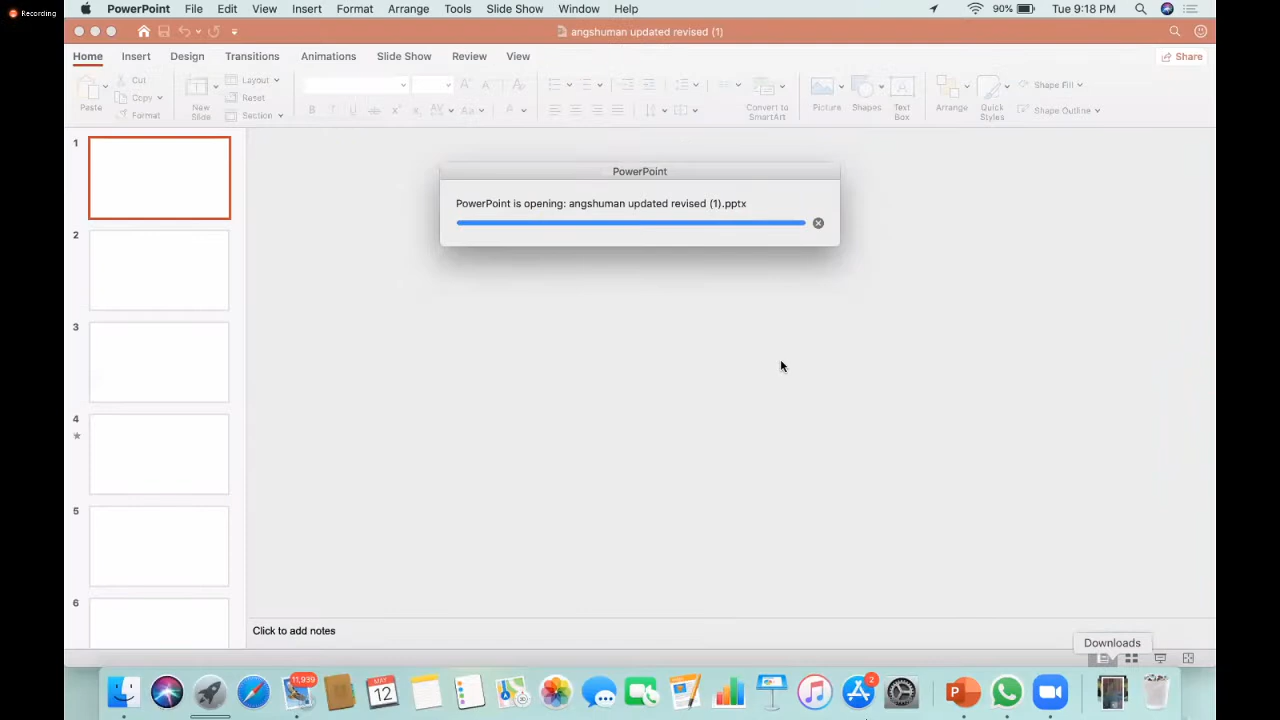 Recording
PowerPoint File Edit View Insert Format Arrange Tools Slide Show Window Help 90% Tue 9:18 PM
angshuman updated revised (1)
Home Insert Design Transitions Animations Slide Show Review View Share
Paste Cut Copy Format
New Slide Layout Reset Section
Convert to SmartArt
Picture Shapes Text Box Arrange Quick Styles Shape Fill Shape Outline
1
2
3
4
5
6
PowerPoint
PowerPoint is opening: angshuman updated revised (1).pptx
Click to add notes
Downloads
11,939
MAY
12
2